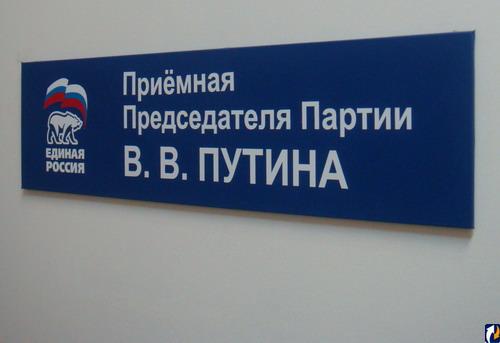 Приёмная
Председателя Партии
В. В. ПУТИНА
ЕДИНАЯ
РОССИЯ